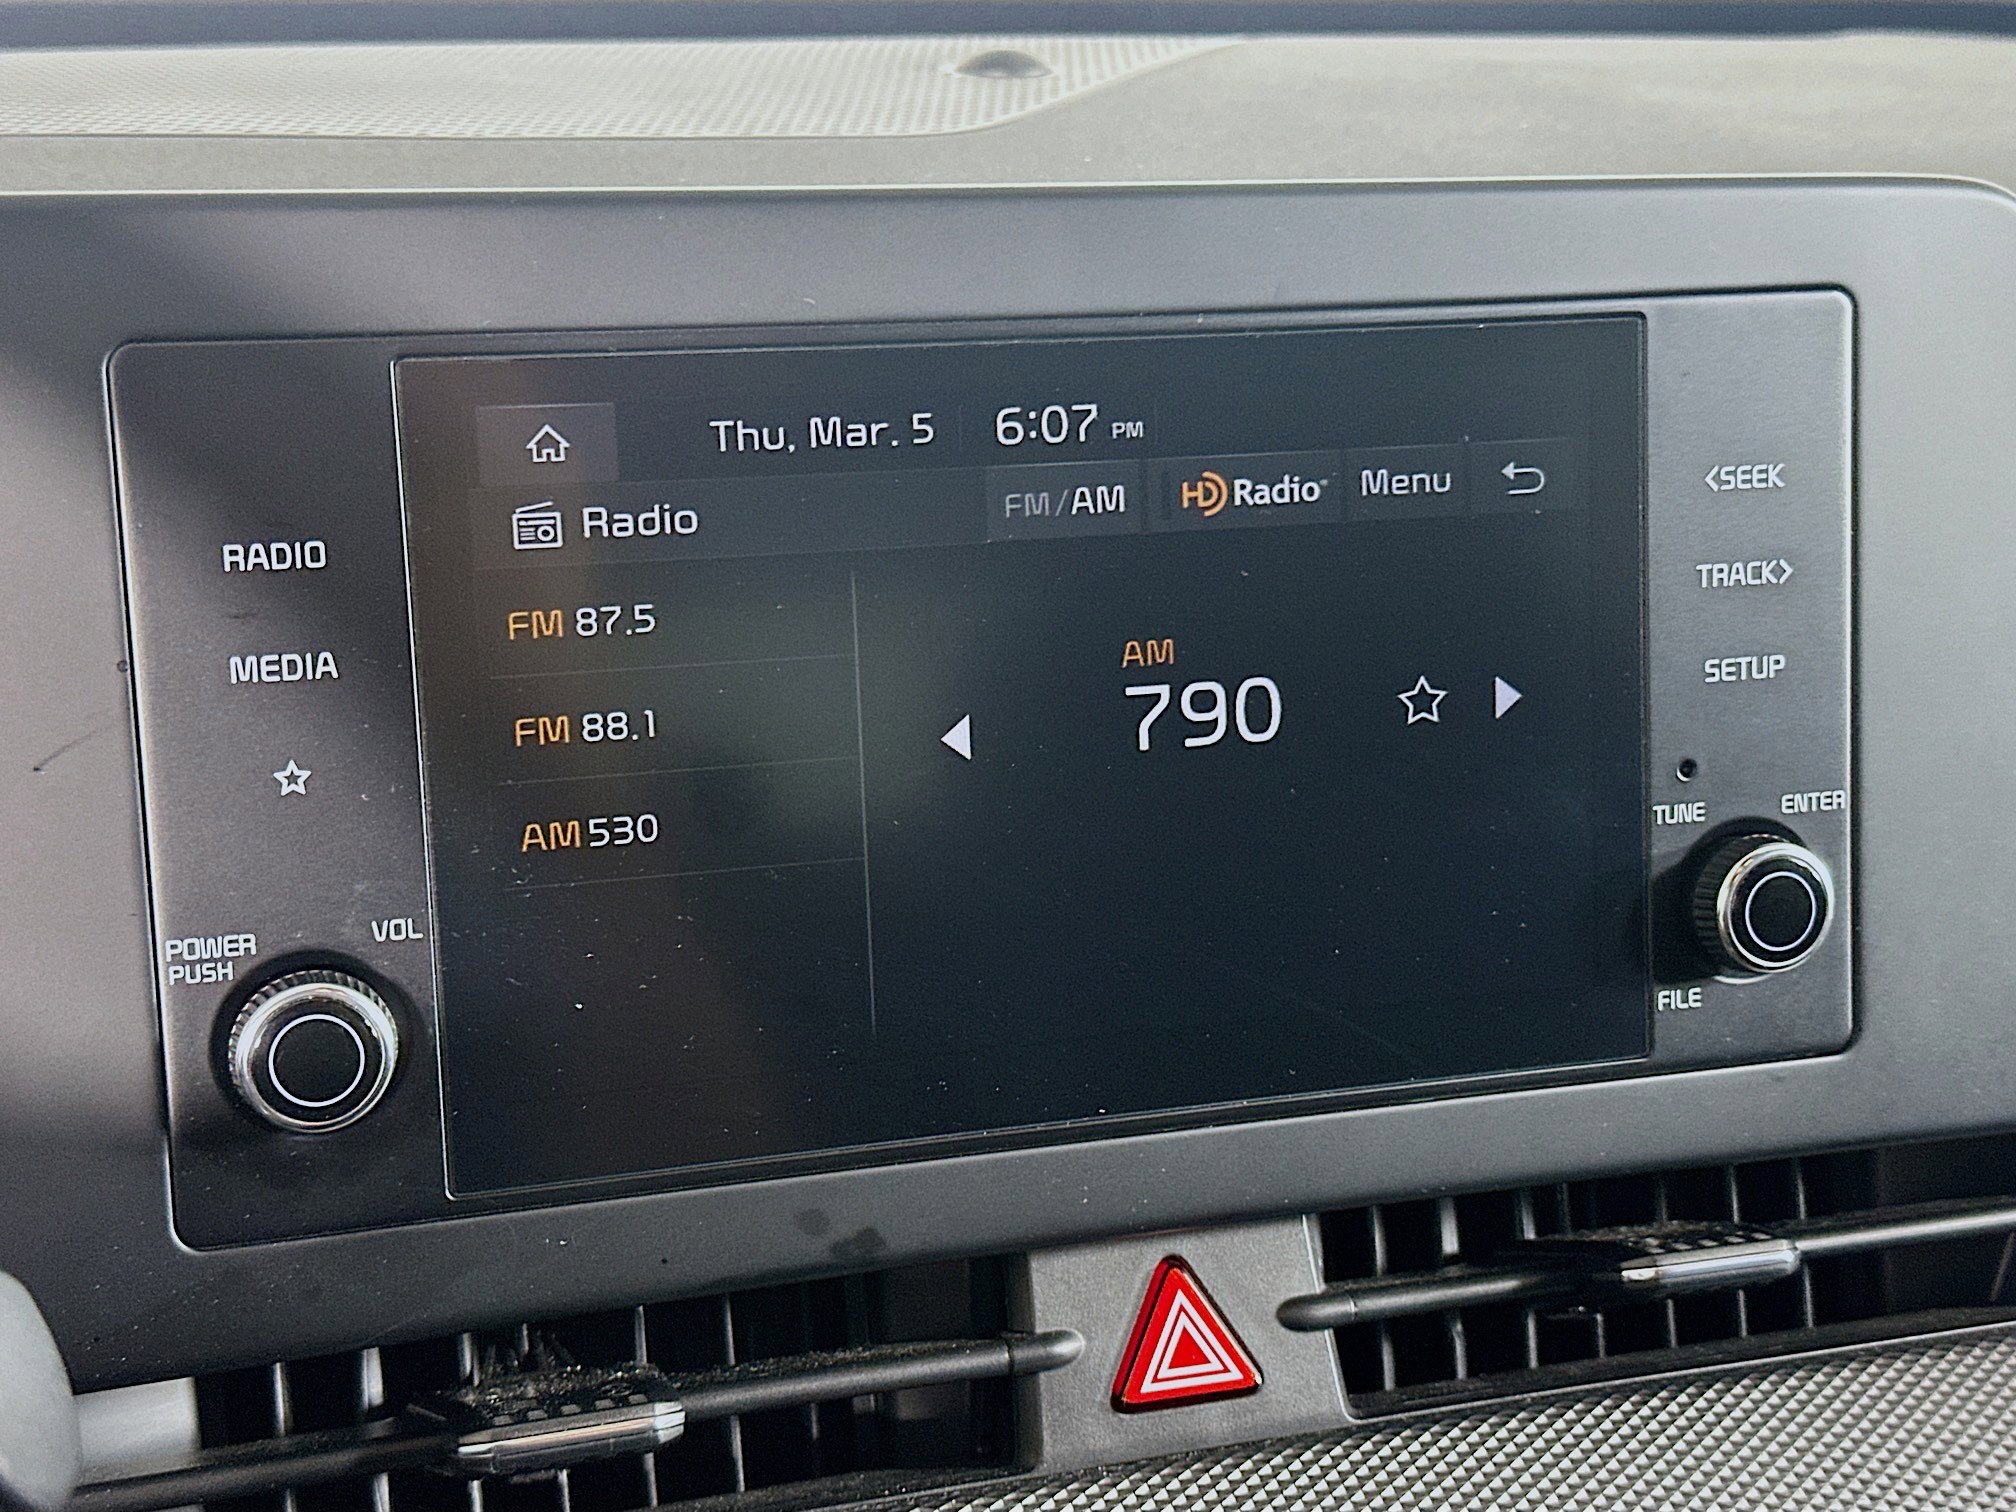 Thu, Mar. 5 6:07 PM
Radio FM/AM HD Radio Menu
FM 87.5
FM 88.1
AM 530
AM
790
RADIO
MEDIA
POWER
PUSH
VOL
<SEEK
TRACK>
SETUP
TUNE
ENTER
FILE